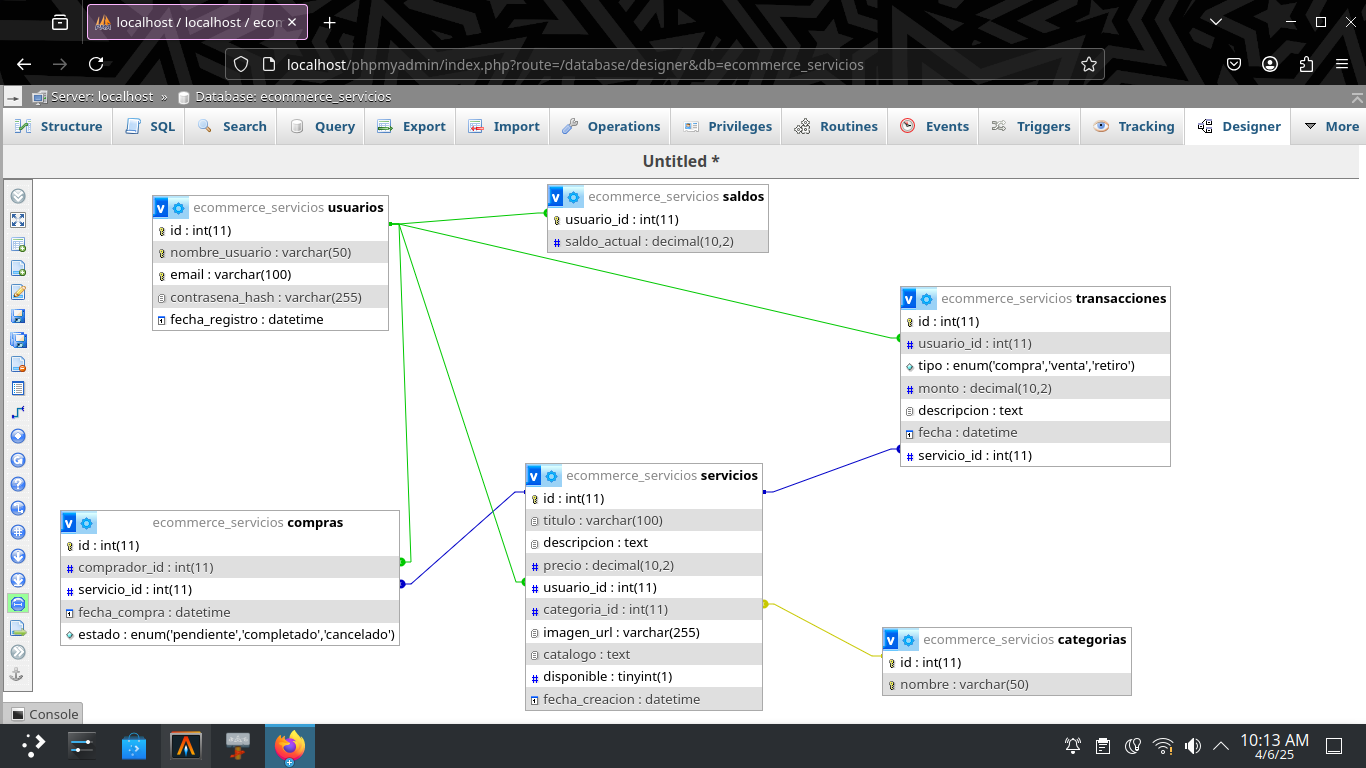 localhost / localhost / ecom
localhost/phpmyadmin/index.php?route=/database/designer&db=ecommerce_servicios
Server: localhost » Database: ecommerce_servicios
Structure SQL Search Query Export Import Operations Privileges Routines Events Triggers Tracking Designer More
Untitled *
v ecommerce_servicios usuarios
id : int(11)
nombre_usuario : varchar(50)
email : varchar(100)
contrasena_hash : varchar(255)
fecha_registro : datetime
v ecommerce_servicios saldos
usuario_id : int(11)
# saldo_actual : decimal(10,2)
v ecommerce_servicios transacciones
id : int(11)
# usuario_id : int(11)
tipo : enum('compra','venta','retiro')
# monto : decimal(10,2)
descripcion : text
fecha : datetime
# servicio_id : int(11)
v ecommerce_servicios compras
id : int(11)
# comprador_id : int(11)
# servicio_id : int(11)
fecha_compra : datetime
estado : enum('pendiente','completado','cancelado')
v ecommerce_servicios servicios
id : int(11)
titulo : varchar(100)
descripcion : text
# precio : decimal(10,2)
# usuario_id : int(11)
# categoria_id : int(11)
imagen_url : varchar(255)
catalogo : text
# disponible : tinyint(1)
fecha_creacion : datetime
v ecommerce_servicios categorias
id : int(11)
nombre : varchar(50)
Console
10:13 AM
4/6/25